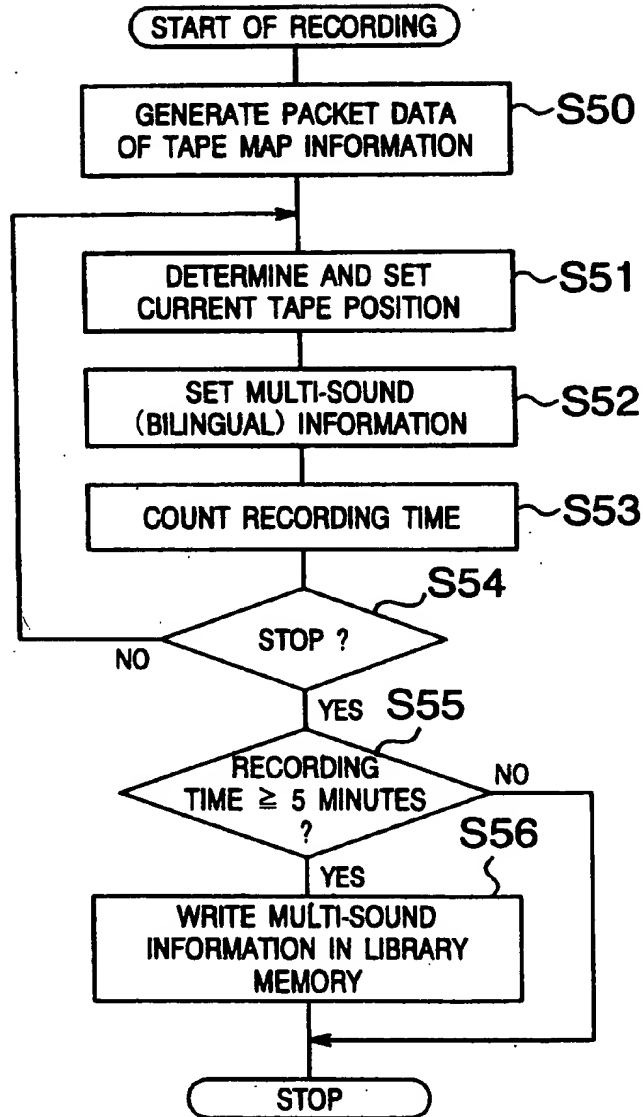 START OF RECORDING
GENERATE PACKET DATA
OF TAPE MAP INFORMATION
S50
DETERMINE AND SET
CURRENT TAPE POSITION
S51
SET MULTI-SOUND
(BILINGUAL) INFORMATION
S52
COUNT RECORDING TIME
S53
S54
STOP ?
NO
YES
S55
RECORDING
TIME ≧ 5 MINUTES
?
NO
YES
S56
WRITE MULTI-SOUND
INFORMATION IN LIBRARY
MEMORY
STOP